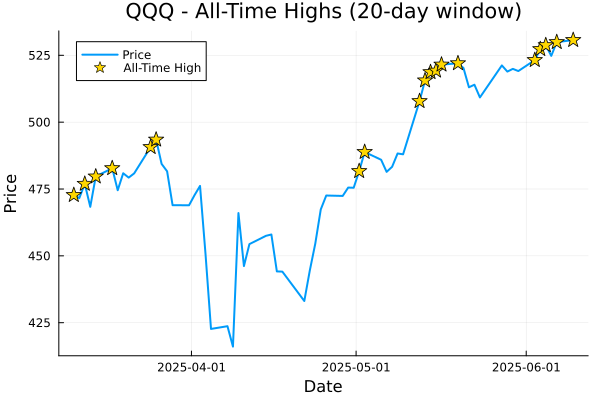 QQQ - All-Time Highs (20-day window)
Price
All-Time High
525
500
475
450
425
Price
2025-04-01
2025-05-01
2025-06-01
Date